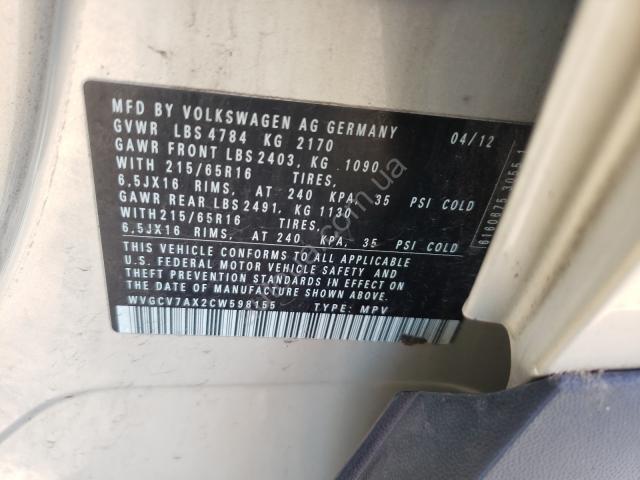 MFD BY VOLKSWAGEN AG GERMANY 04/12
GVWR LBS 4784 KG 2170
GAWR FRONT LBS 2403, KG 1090
WITH 215/65R16 TIRES,
6,5JX16 RIMS, AT 240 KPA, 35 PSI COLD
GAWR REAR LBS 2491, KG 1130
WITH 215/65R16 TIRES,
6,5JX16 RIMS, AT 240 KPA, 35 PSI COLD
THIS VEHICLE CONFORMS TO ALL APPLICABLE
U.S. FEDERAL MOTOR VEHICLE SAFETY AND
THEFT PREVENTION STANDARDS IN EFFECT ON
THE DATE OF MANUFACTURE SHOWN ABOVE
WVGCV7AX2CW598155 TYPE: MPV